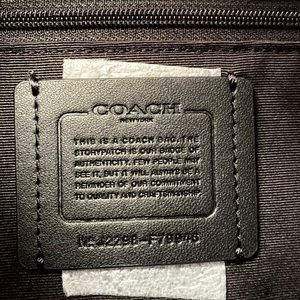 COACH
NEW YORK
THIS IS A COACH BAG. THE
STORYPATCH IS OUR BADGE OF
AUTHENTICITY. FEW PEOPLE MAY
SEE IT, BUT IT WILL ALWAYS BE A
REMINDER OF OUR COMMITMENT
TO QUALITY AND CRAFTSMANSHIP.